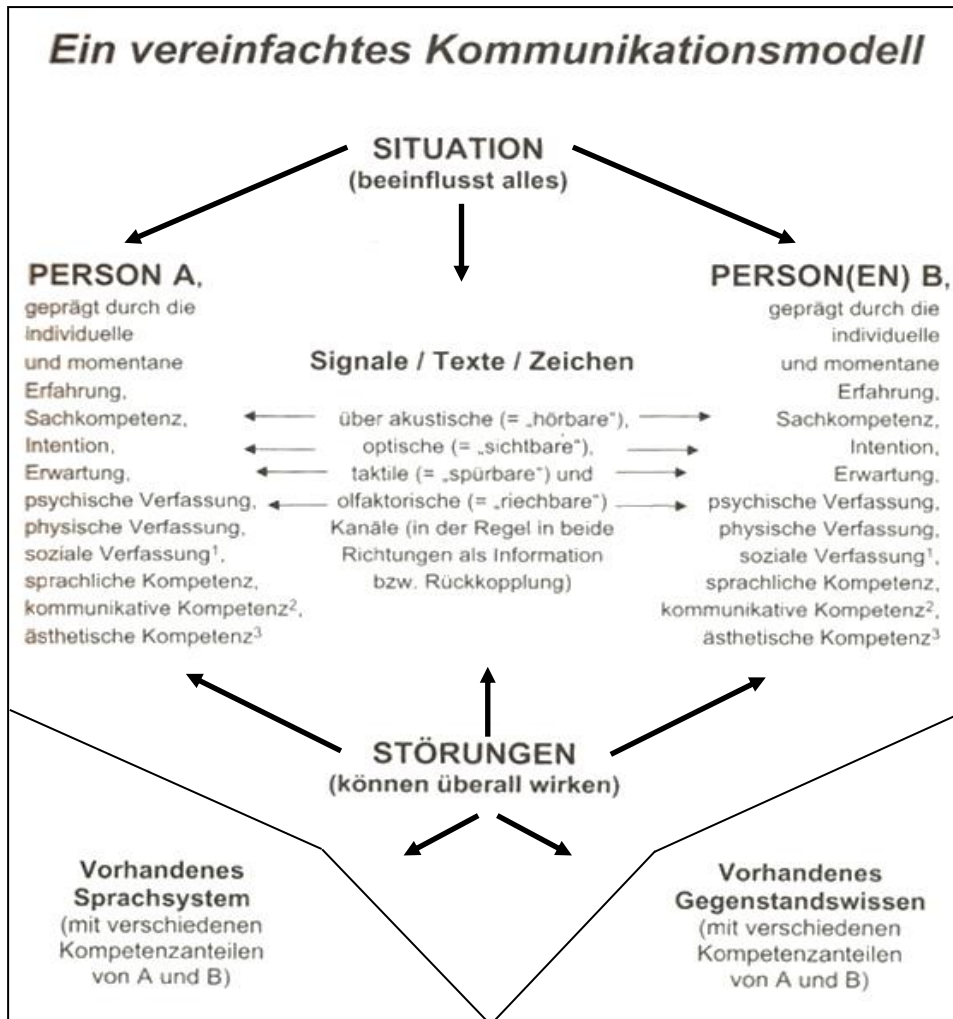 Ein vereinfachtes Kommunikationsmodell
SITUATION
(beeinflusst alles)
PERSON A,
geprägt durch die
individuelle
und momentane
Erfahrung,
Sachkompetenz,
Intention,
Erwartung,
psychische Verfassung,
physische Verfassung,
soziale Verfassung¹,
sprachliche Kompetenz,
kommunikative Kompetenz²,
ästhetische Kompetenz³
Signale / Texte / Zeichen
über akustische (= „hörbare"),
optische (= „sichtbare"),
taktile (= „spürbare") und
olfaktorische (= „riechbare")
Kanäle (in der Regel in beide
Richtungen als Information
bzw. Rückkopplung)
PERSON(EN) B,
geprägt durch die
individuelle
und momentane
Erfahrung,
Sachkompetenz,
Intention,
Erwartung,
psychische Verfassung,
physische Verfassung,
soziale Verfassung¹,
sprachliche Kompetenz,
kommunikative Kompetenz²,
ästhetische Kompetenz³
STÖRUNGEN
(können überall wirken)
Vorhandenes
Sprachsystem
(mit verschiedenen
Kompetenzanteilen
von A und B)
Vorhandenes
Gegenstandswissen
(mit verschiedenen
Kompetenzanteilen
von A und B)